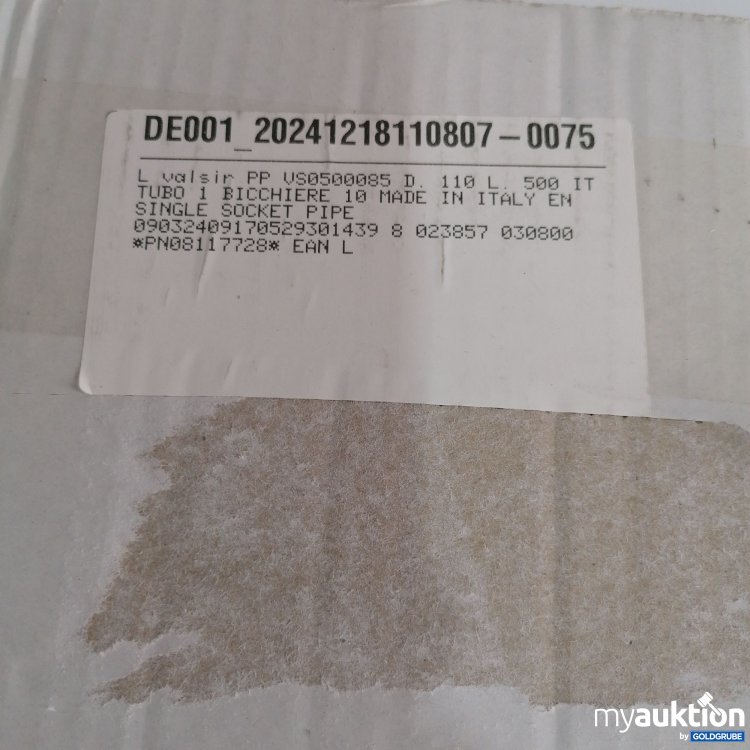 DE001_20241218110807-0075
L valsir PP VS0500085 D. 110 L. 500 IT
TUBO 1 BICCHIERE 10 MADE IN ITALY EN
SINGLE SOCKET PIPE
09032409170529301439 8 023857 030800
*PN08117728* EAN L
myauktion
by GOLDGRUBE